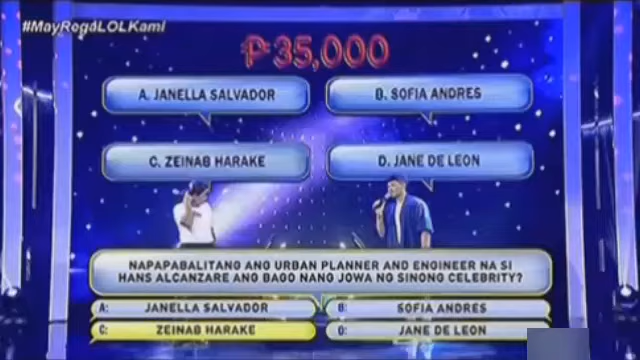 #MayRegaLOLKami
₱35,000
A. JANELLA SALVADOR
B. SOFIA ANDRES
C. ZEINAB HARAKE
D. JANE DE LEON
NAPAPABALITANG ANG URBAN PLANNER AND ENGINEER NA SI
HANS ALCANZARE ANG BAGO NANG JOWA NG SINONG CELEBRITY?
A: JANELLA SALVADOR
B: SOFIA ANDRES
C: ZEINAB HARAKE
D: JANE DE LEON